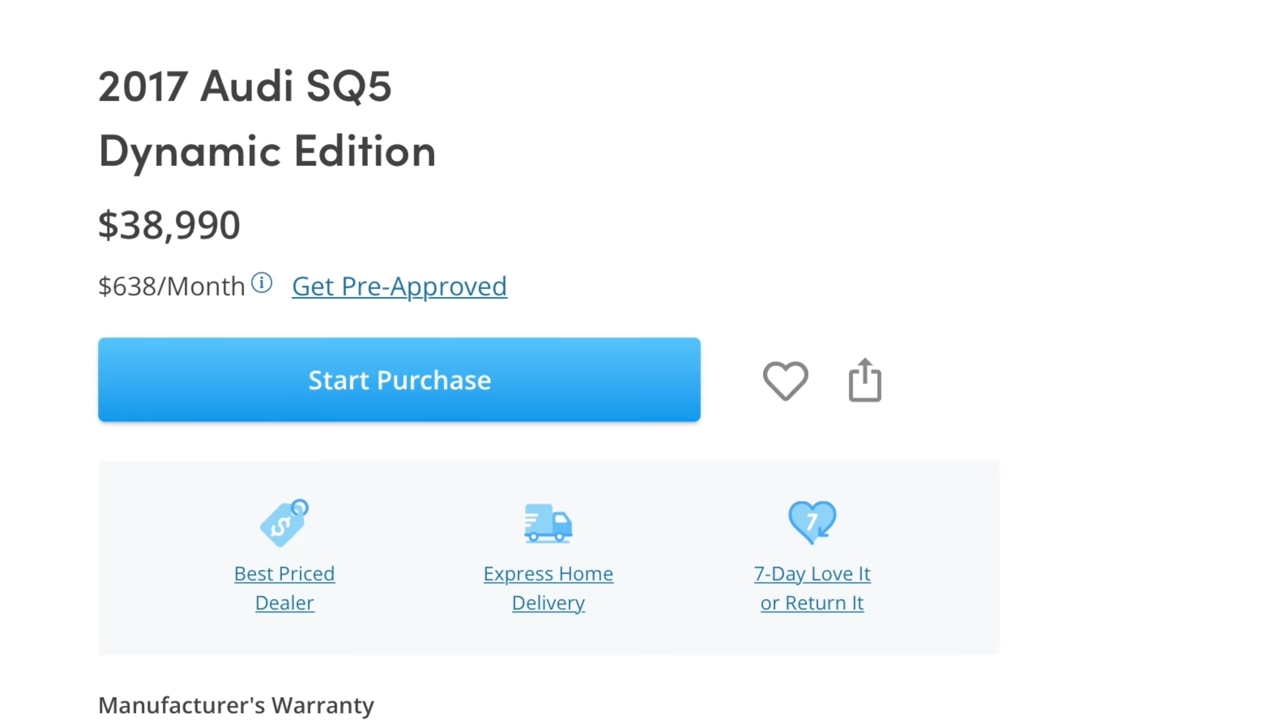 2017 Audi SQ5
Dynamic Edition
$38,990
$638/Month Get Pre-Approved
Start Purchase
$ 7
Best Priced Express Home 7-Day Love It
Dealer Delivery or Return It
Manufacturer's Warranty